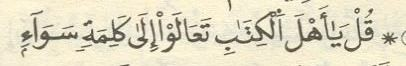 * قُلْ يَٰٓأَهْلَ ٱلْكِتَٰبِ تَعَالَوْا۟ إِلَىٰ كَلِمَةٍ سَوَآءٍۭ